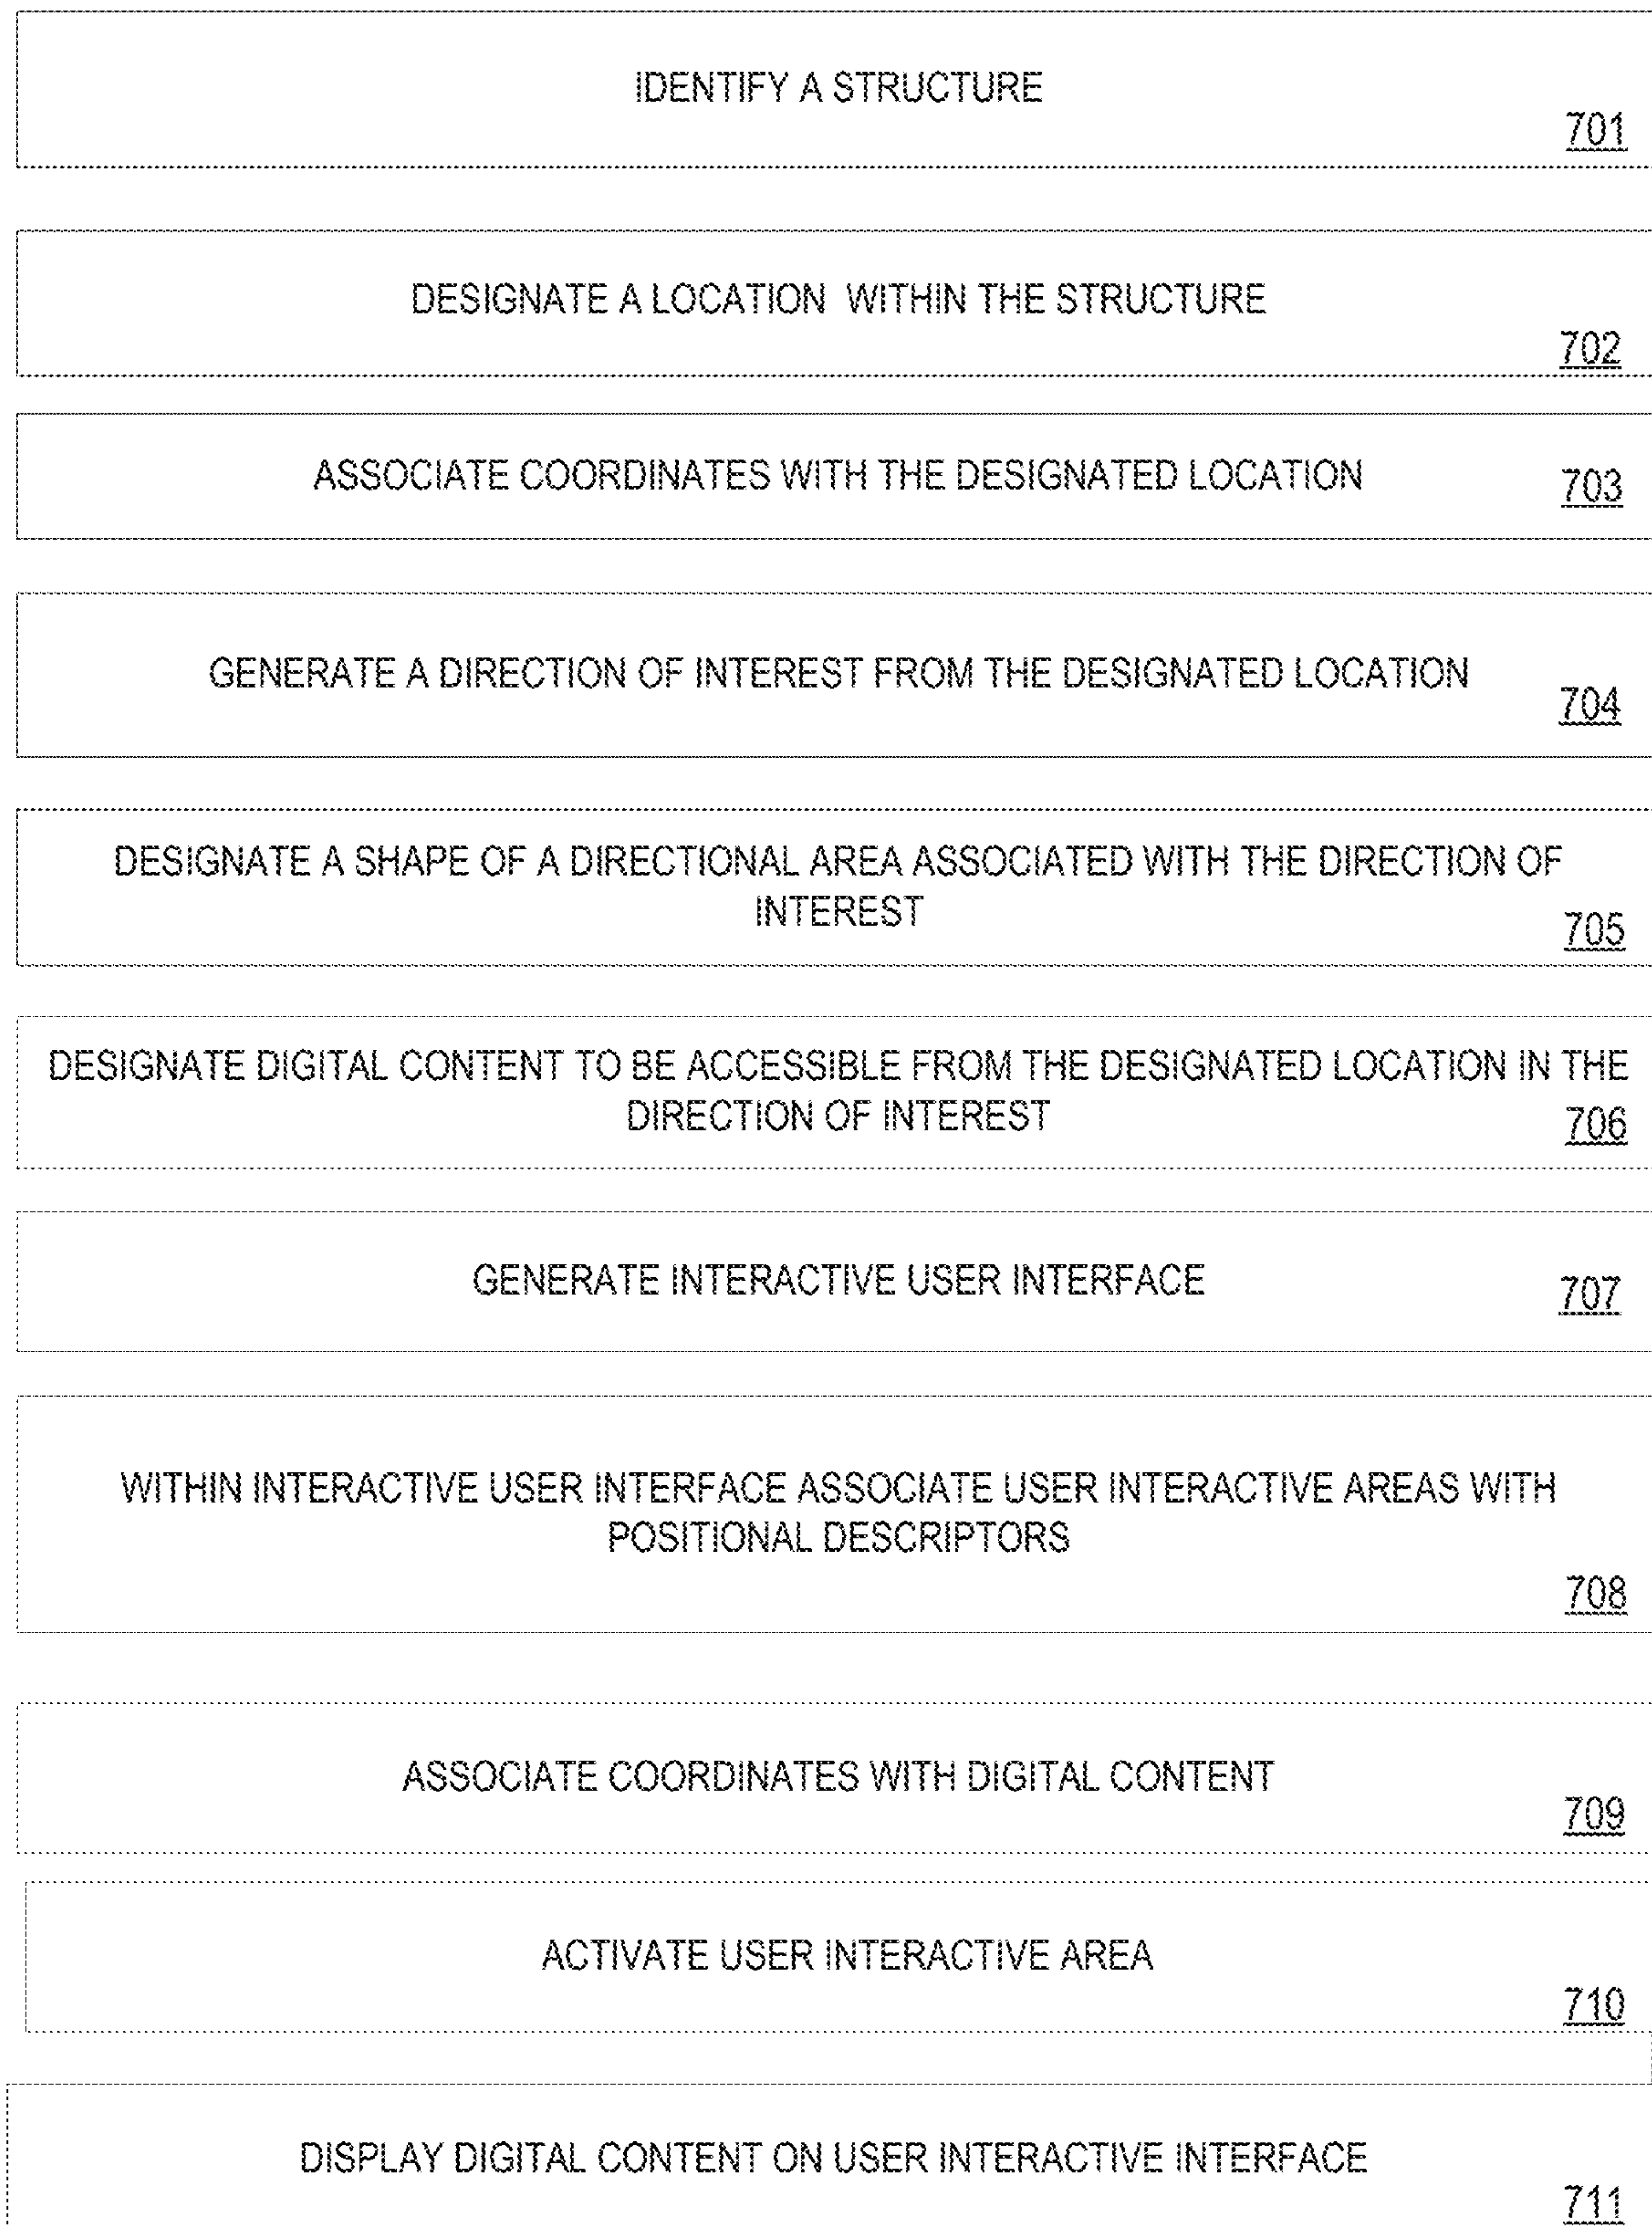 IDENTIFY A STRUCTURE
701
DESIGNATE A LOCATION WITHIN THE STRUCTURE
702
ASSOCIATE COORDINATES WITH THE DESIGNATED LOCATION
703
GENERATE A DIRECTION OF INTEREST FROM THE DESIGNATED LOCATION
704
DESIGNATE A SHAPE OF A DIRECTIONAL AREA ASSOCIATED WITH THE DIRECTION OF
INTEREST
705
DESIGNATE DIGITAL CONTENT TO BE ACCESSIBLE FROM THE DESIGNATED LOCATION IN THE
DIRECTION OF INTEREST
706
GENERATE INTERACTIVE USER INTERFACE
707
WITHIN INTERACTIVE USER INTERFACE ASSOCIATE USER INTERACTIVE AREAS WITH
POSITIONAL DESCRIPTORS
708
ASSOCIATE COORDINATES WITH DIGITAL CONTENT
709
ACTIVATE USER INTERACTIVE AREA
710
DISPLAY DIGITAL CONTENT ON USER INTERACTIVE INTERFACE
711